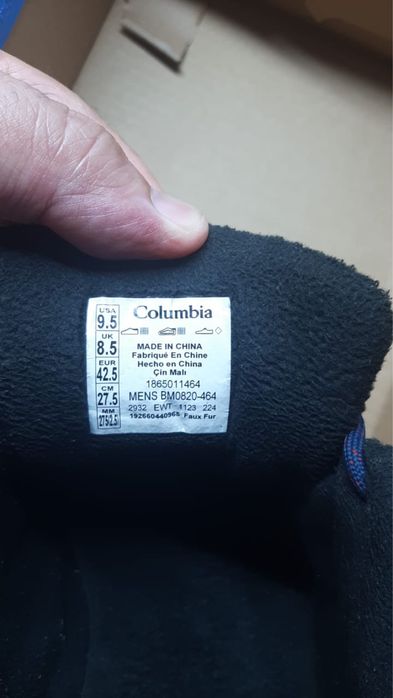 USA
9.5
UK
8.5
EUR
42.5
CM
27.5
MM
275/2.5
Columbia
MADE IN CHINA
Fabriqué En Chine
Hecho en China
Çin Malı
1865011464
MENS BM0820-464
2932 EWT 1123 224
192660440968 Faux Fur